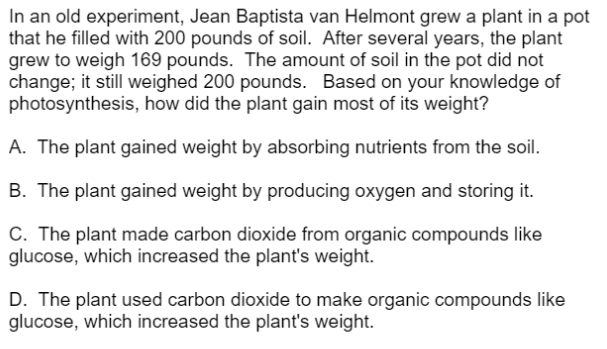 In an old experiment, Jean Baptista van Helmont grew a plant in a pot
that he filled with 200 pounds of soil.  After several years, the plant
grew to weigh 169 pounds.  The amount of soil in the pot did not
change; it still weighed 200 pounds.   Based on your knowledge of
photosynthesis, how did the plant gain most of its weight?
A.  The plant gained weight by absorbing nutrients from the soil.
B.  The plant gained weight by producing oxygen and storing it.
C.  The plant made carbon dioxide from organic compounds like
glucose, which increased the plant's weight.
D.  The plant used carbon dioxide to make organic compounds like
glucose, which increased the plant's weight.